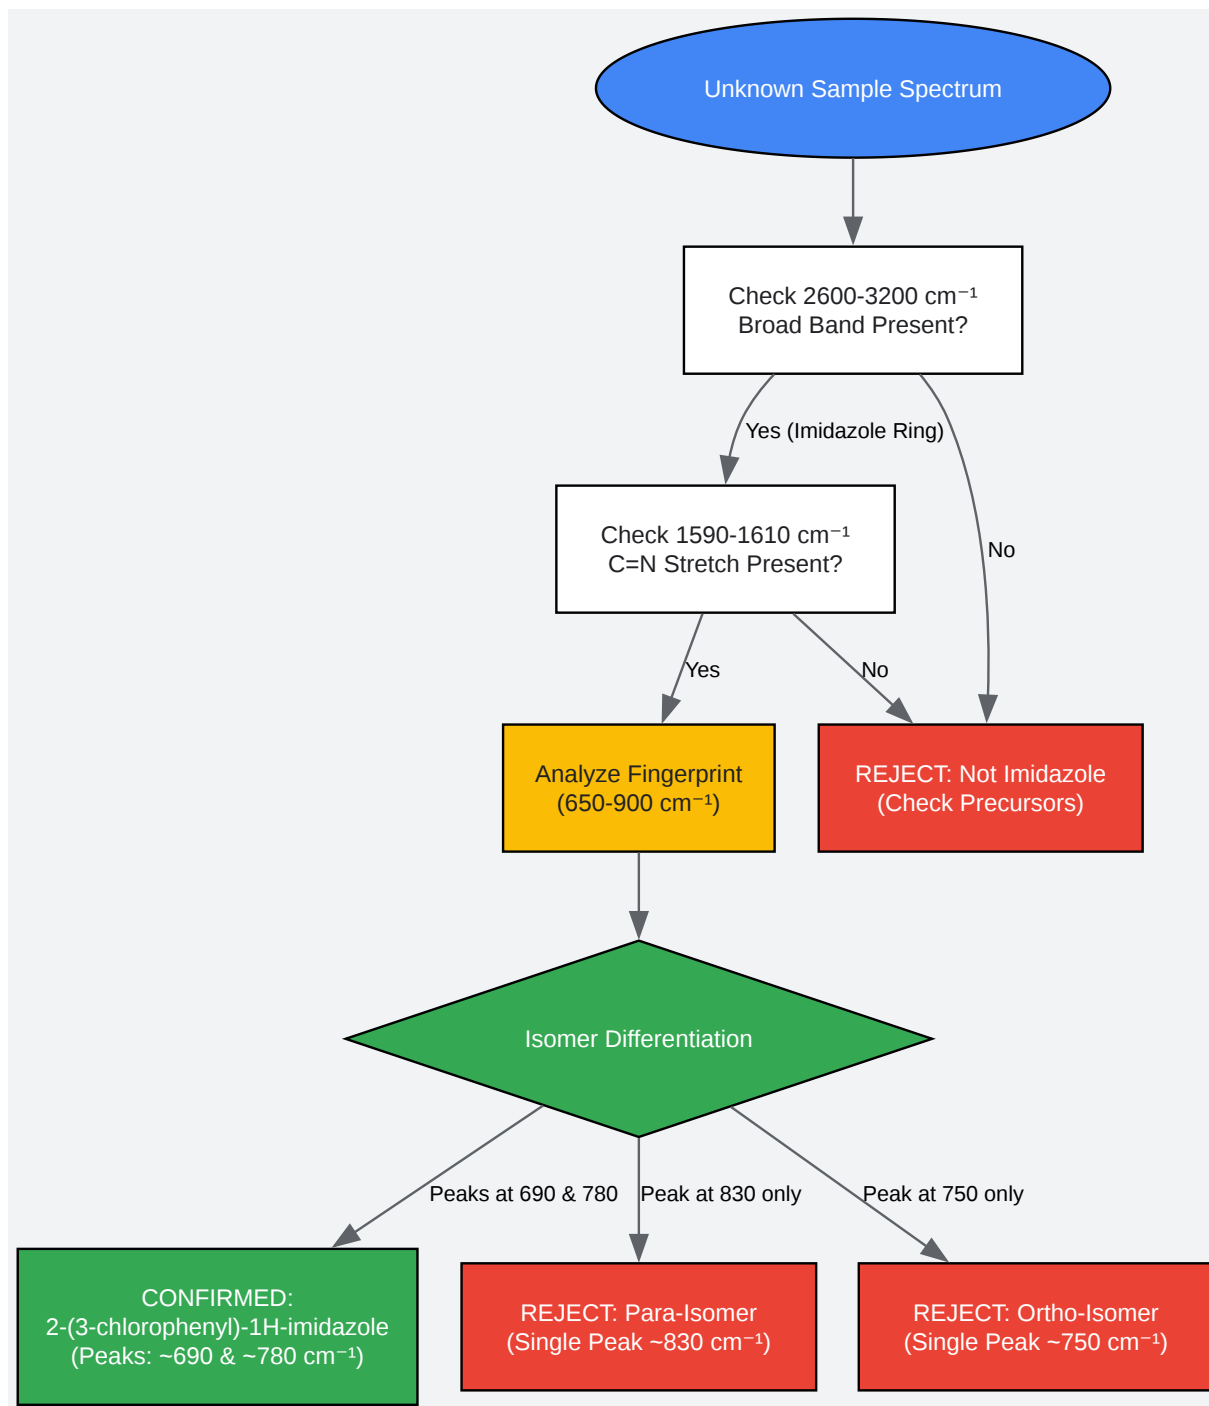 Unknown Sample Spectrum
Check 2600-3200 cm⁻¹
Broad Band Present?
Yes (Imidazole Ring)
Check 1590-1610 cm⁻¹
C=N Stretch Present?
No
Yes
No
Analyze Fingerprint
(650-900 cm⁻¹)
REJECT: Not Imidazole
(Check Precursors)
Isomer Differentiation
Peaks at 690 & 780
Peak at 830 only
Peak at 750 only
CONFIRMED:
2-(3-chlorophenyl)-1H-imidazole
(Peaks: ~690 & ~780 cm⁻¹)
REJECT: Para-Isomer
(Single Peak ~830 cm⁻¹)
REJECT: Ortho-Isomer
(Single Peak ~750 cm⁻¹)